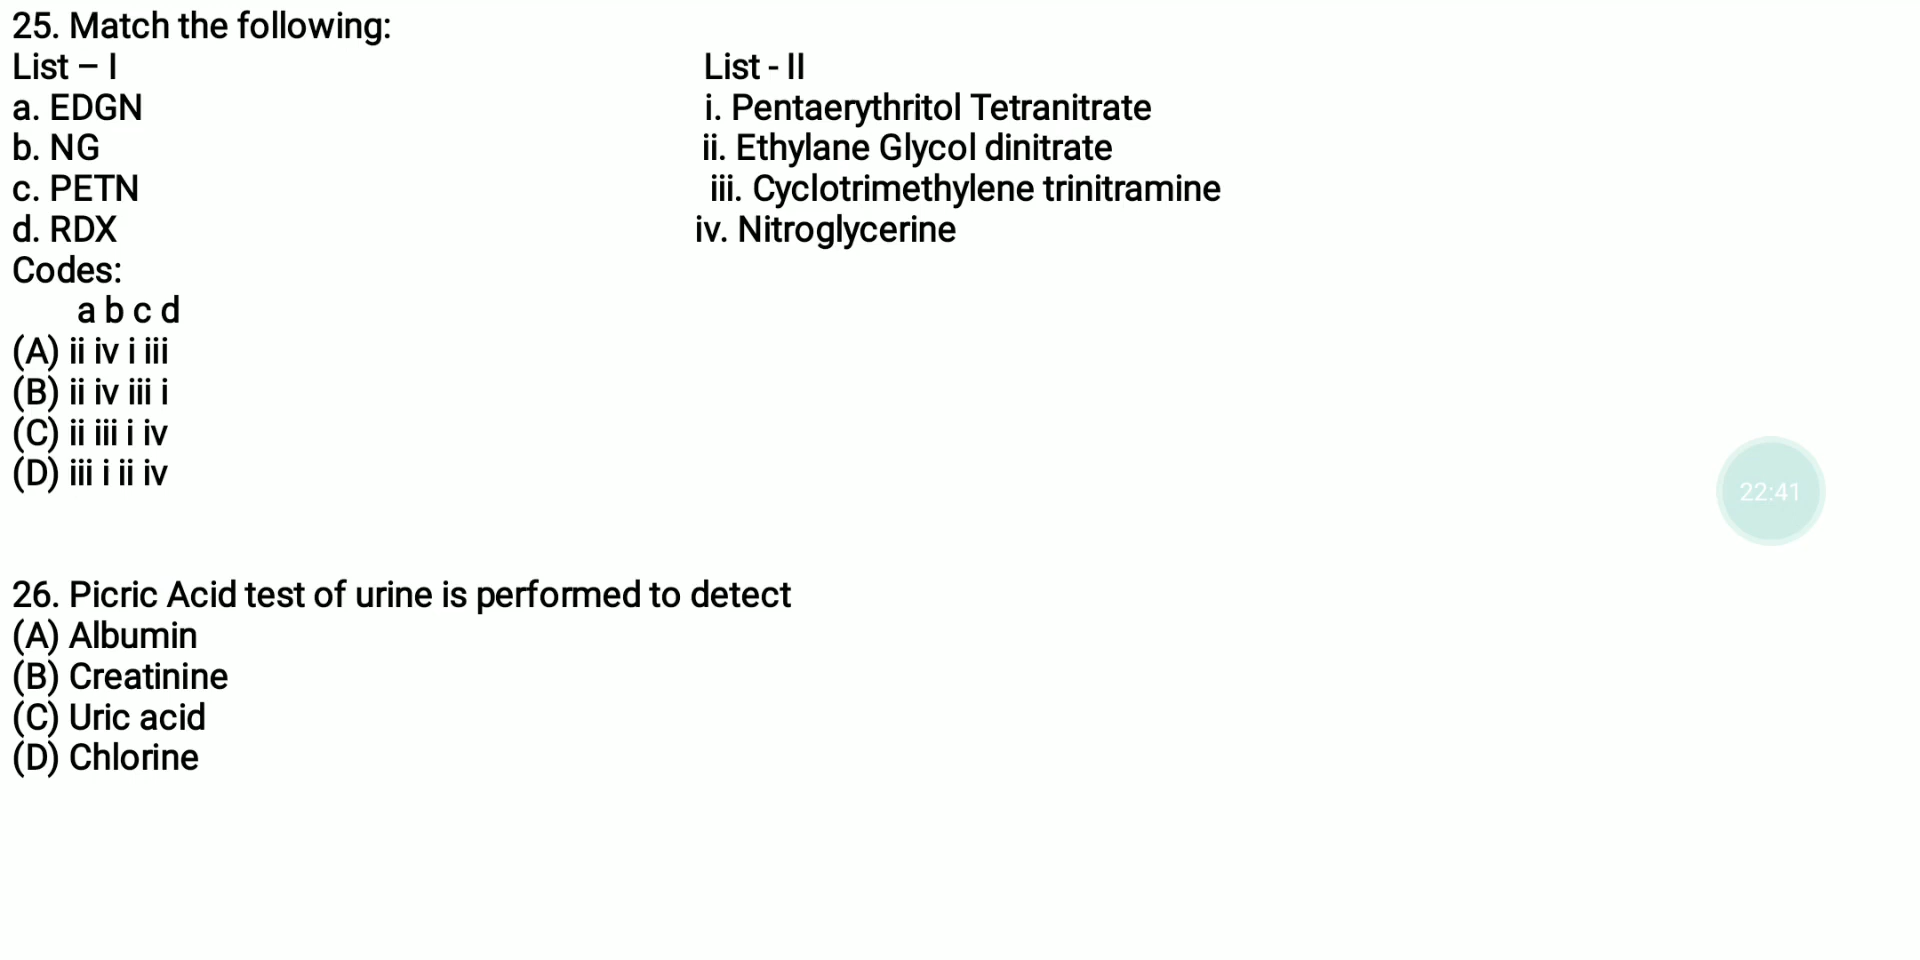 25. Match the following:
List – I List - II
a. EDGN i. Pentaerythritol Tetranitrate
b. NG ii. Ethylane Glycol dinitrate
c. PETN iii. Cyclotrimethylene trinitramine
d. RDX iv. Nitroglycerine
Codes:
a b c d
(A) ii iv i iii
(B) ii iv iii i
(C) ii iii i iv
(D) iii i ii iv
22:41
26. Picric Acid test of urine is performed to detect
(A) Albumin
(B) Creatinine
(C) Uric acid
(D) Chlorine